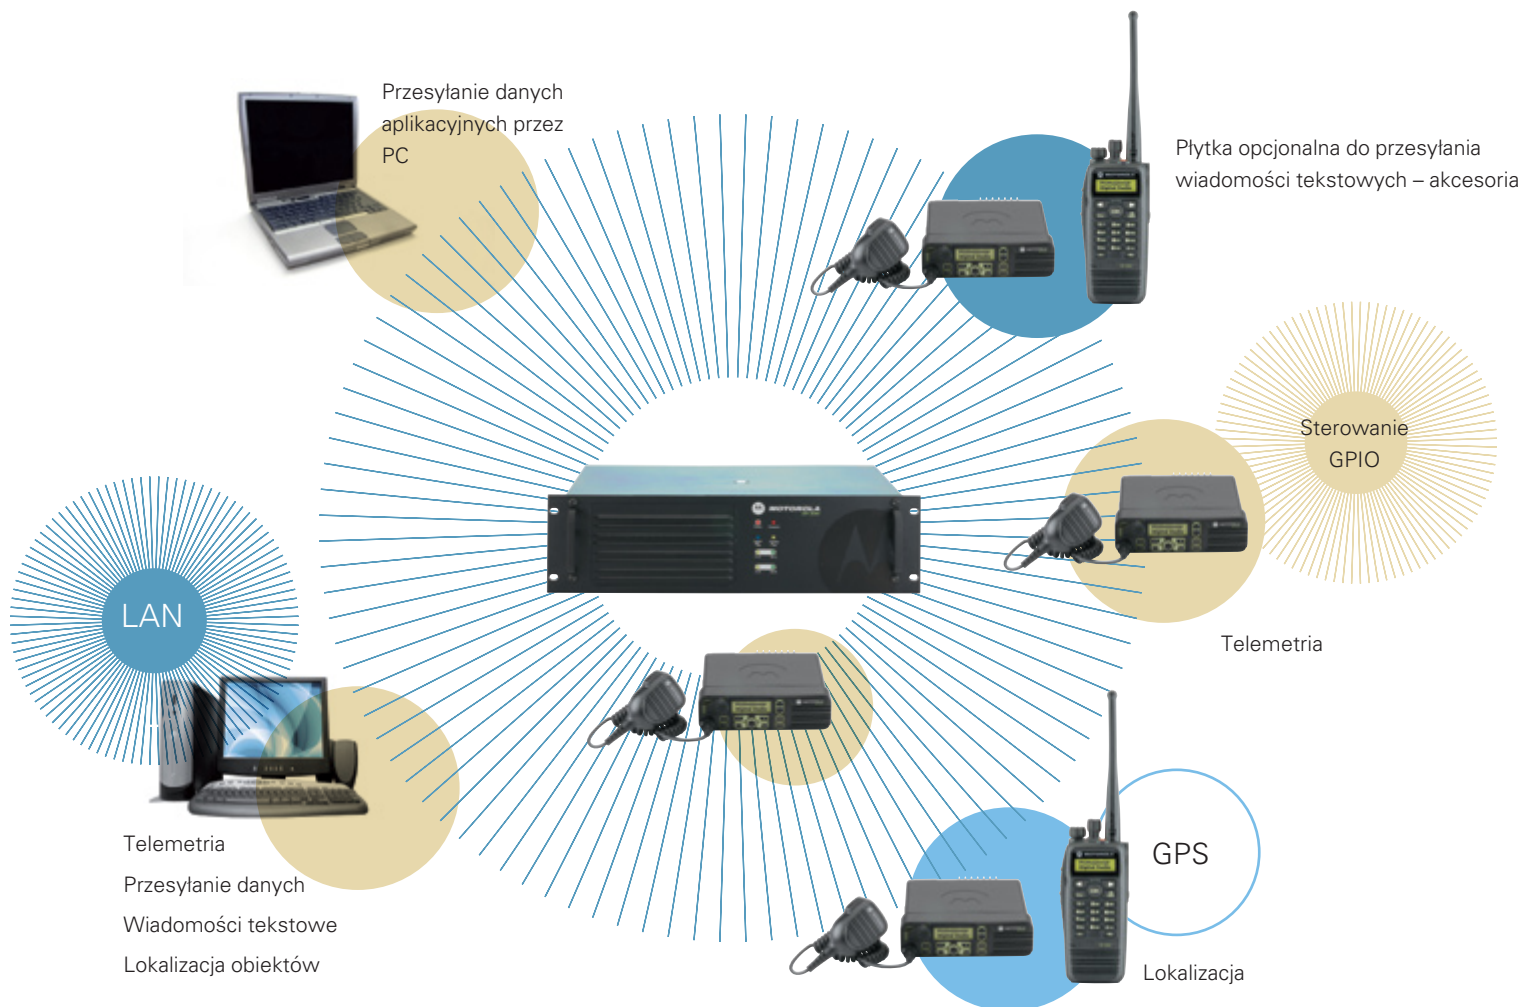 Przesyłanie danych
aplikacyjnych przez
PC
Płytka opcjonalna do przesyłania
wiadomości tekstowych – akcesoria
Sterowanie
GPIO
MOTOROLA
LAN
Telemetria
Telemetria
Przesyłanie danych
Wiadomości tekstowe
Lokalizacja obiektów
GPS
Lokalizacja